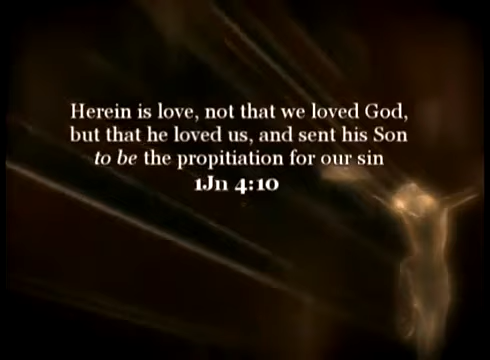 Herein is love, not that we loved God,
but that he loved us, and sent his Son
to be the propitiation for our sin
1Jn 4:10